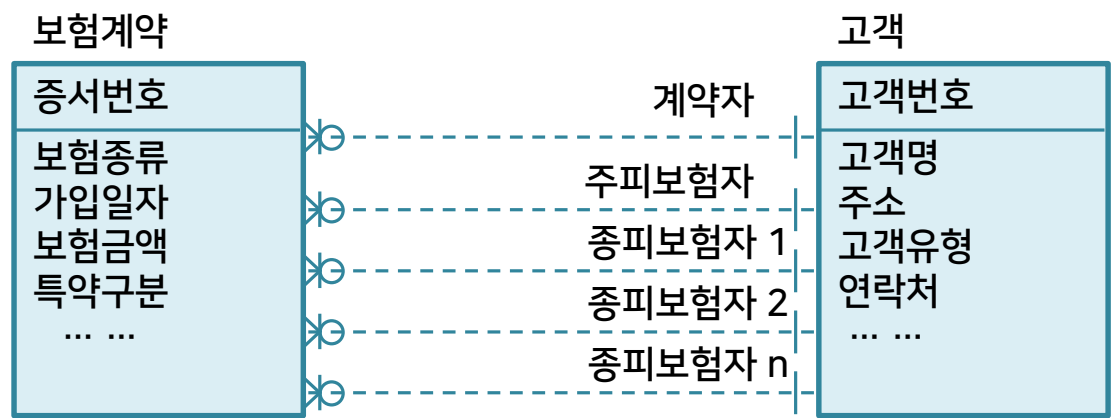 보험계약
증서번호
보험종류
가입일자
보험금액
특약구분
... ...
계약자
주피보험자
종피보험자 1
종피보험자 2
종피보험자 n
고객
고객번호
고객명
주소
고객유형
연락처
... ...